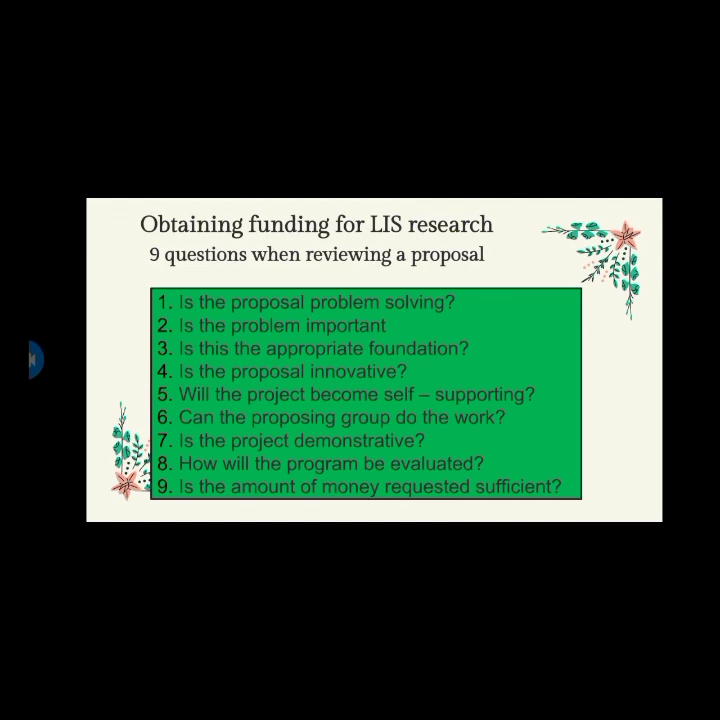 Obtaining funding for LIS research
9 questions when reviewing a proposal
1. Is the proposal problem solving?
2. Is the problem important
3. Is this the appropriate foundation?
4. Is the proposal innovative?
5. Will the project become self – supporting?
6. Can the proposing group do the work?
7. Is the project demonstrative?
8. How will the program be evaluated?
9. Is the amount of money requested sufficient?